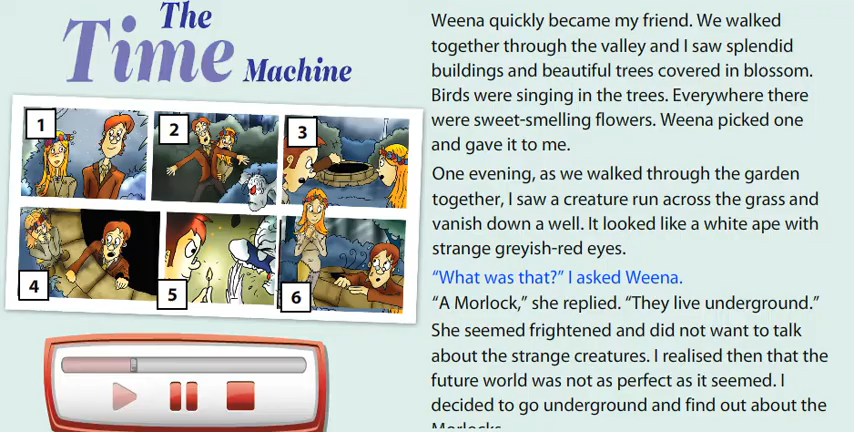 The
Time Machine
1
2
3
4
5
6
Weena quickly became my friend. We walked
together through the valley and I saw splendid
buildings and beautiful trees covered in blossom.
Birds were singing in the trees. Everywhere there
were sweet-smelling flowers. Weena picked one
and gave it to me.
One evening, as we walked through the garden
together, I saw a creature run across the grass and
vanish down a well. It looked like a white ape with
strange greyish-red eyes.
“What was that?” I asked Weena.
“A Morlock,” she replied. “They live underground.”
She seemed frightened and did not want to talk
about the strange creatures. I realised then that the
future world was not as perfect as it seemed. I
decided to go underground and find out about the